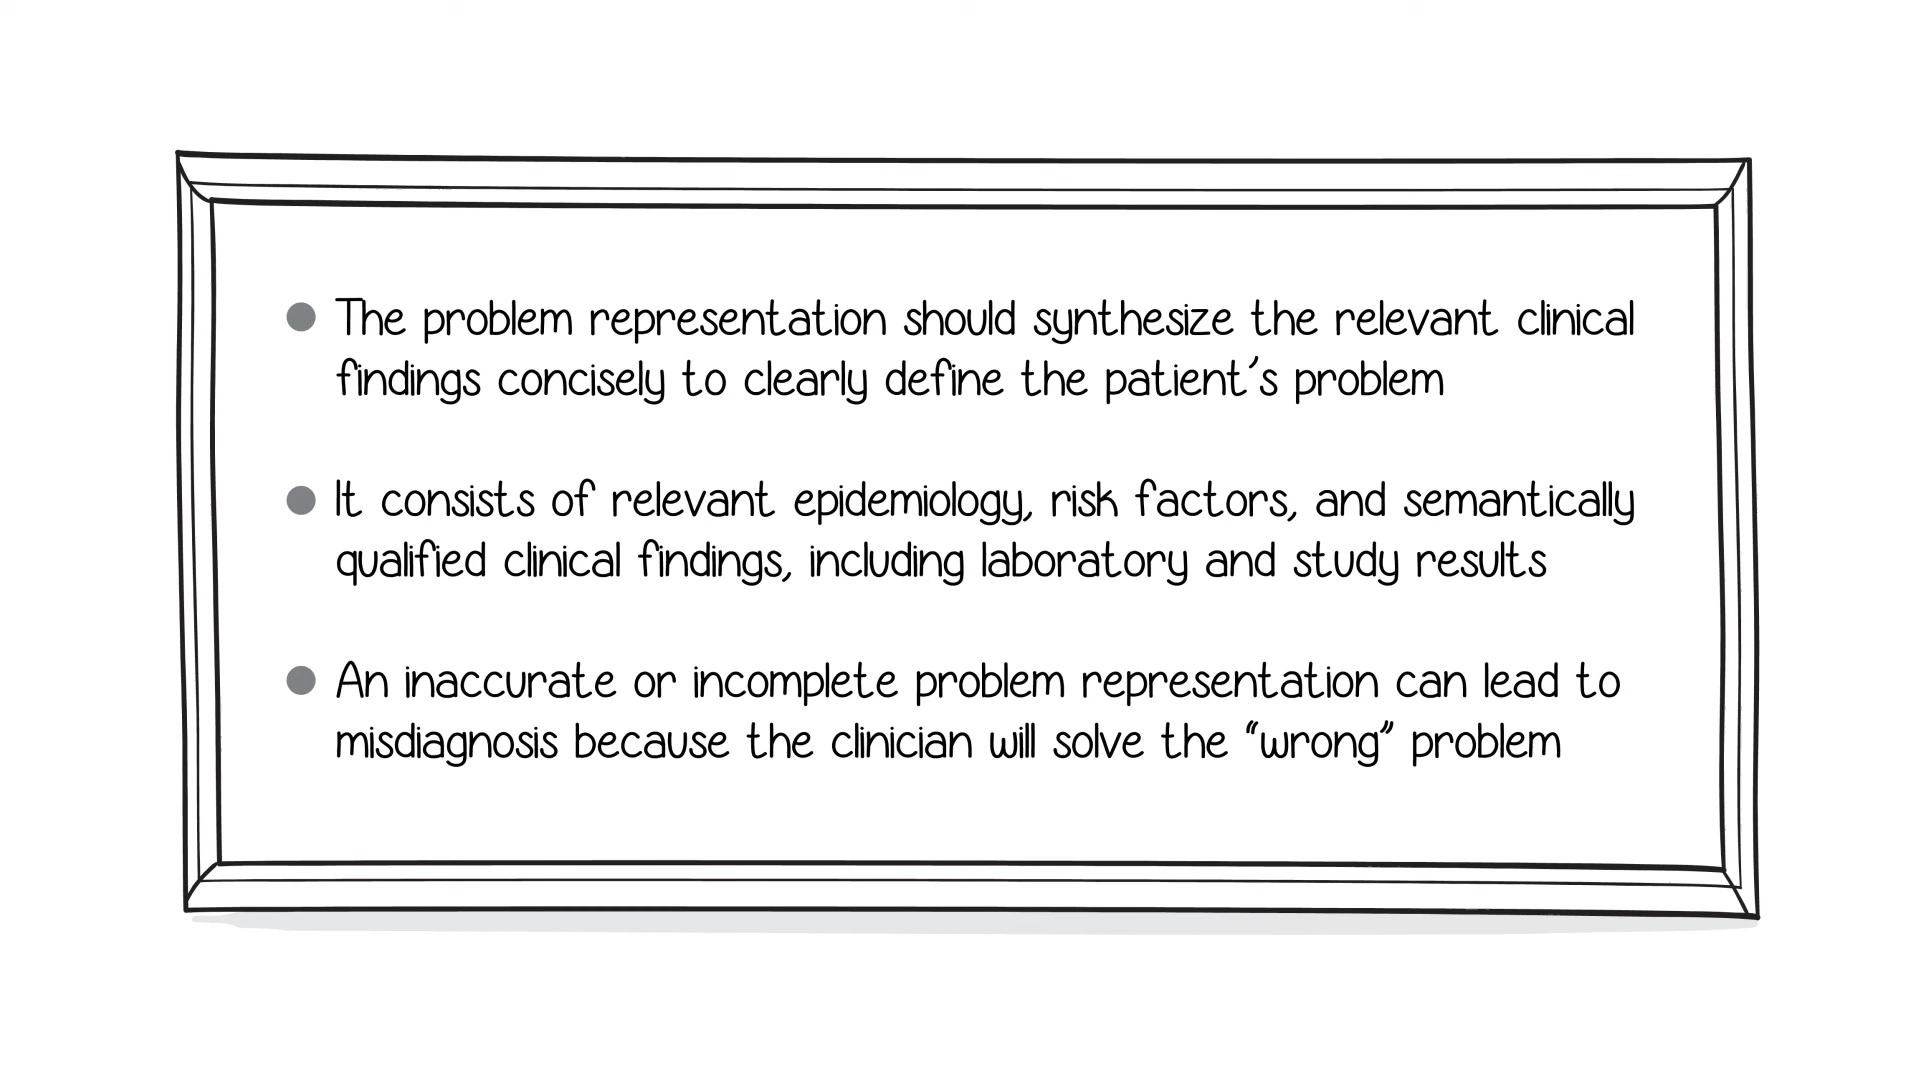 ● The problem representation should synthesize the relevant clinical
findings concisely to clearly define the patient’s problem
● It consists of relevant epidemiology, risk factors, and semantically
qualified clinical findings, including laboratory and study results
● An inaccurate or incomplete problem representation can lead to
misdiagnosis because the clinician will solve the “wrong” problem